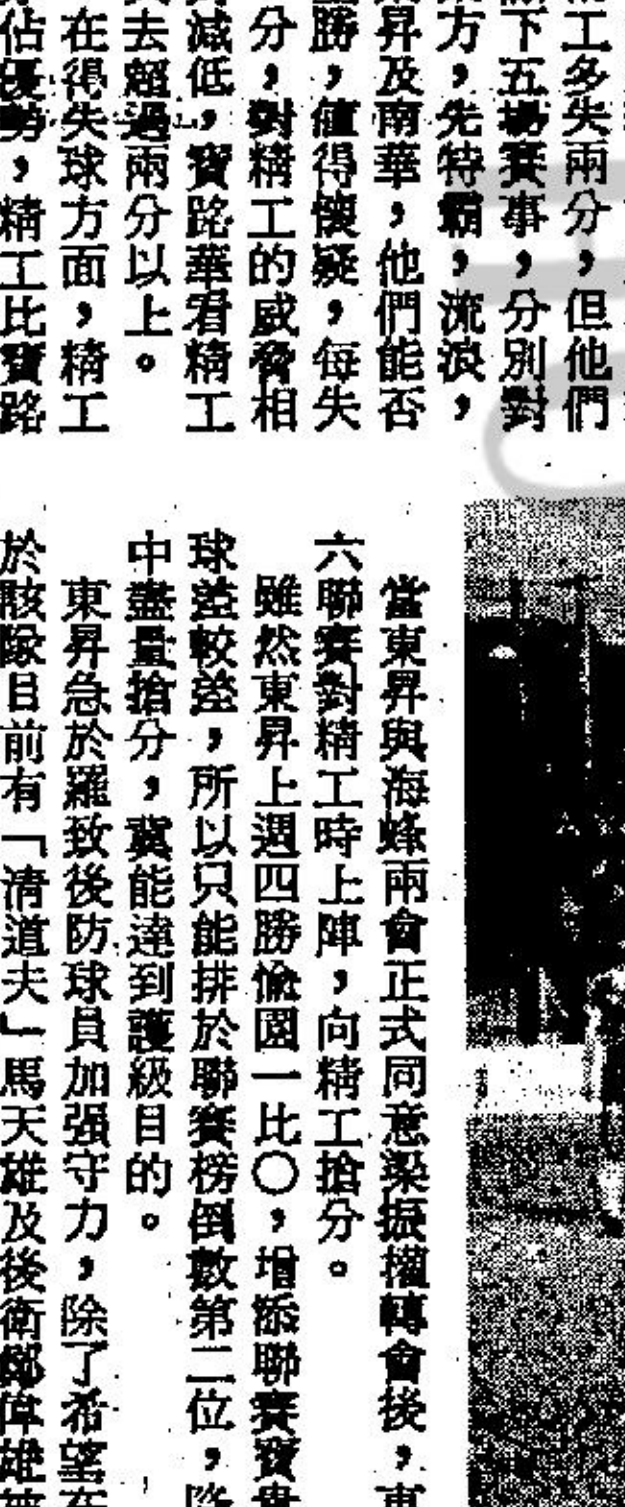 工多失兩分，但他們
下五場賽事，分別對
方，先特霸，流浪，
昇及南華，他們能否
勝，值得懷疑，每失
分，對精工的威脅相
減低，寶路華看精工
去超過兩分以上。
在得失球方面，精工
佔優勢，精工比寶路
當東昇與海蜂兩會正式同意梁振權轉會後，東
六聯賽對精工時上陣，向精工搶分。
雖然東昇上週四勝愉園一比〇，增添聯賽寶貴
球差較差，所以只能排於聯賽榜倒數第二位，降
中盡量搶分，冀能達到護級目的。
東昇急於羅致後防球員加强守力，除了希望在
於該隊目前有「清道夫」馬天雄及後衛鄭偉雄